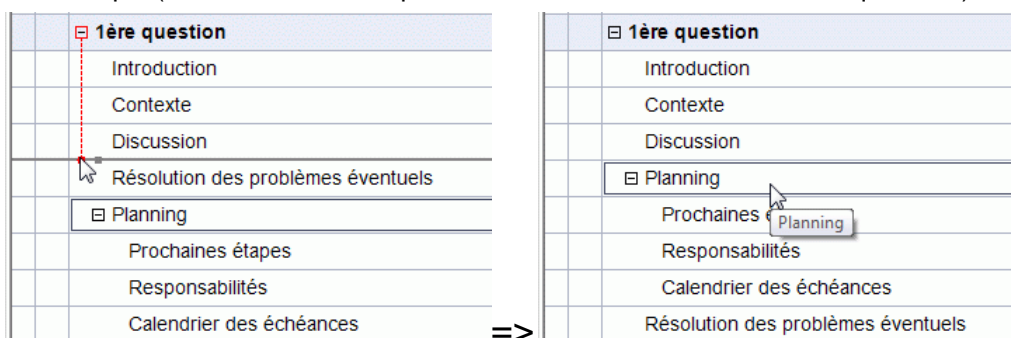 1ère question
Introduction
Contexte
Discussion
Résolution des problèmes éventuels
Planning
Prochaines étapes
Responsabilités
Calendrier des échéances
=>
1ère question
Introduction
Contexte
Discussion
Planning
Prochaines
Planning
Responsabilités
Calendrier des échéances
Résolution des problèmes éventuels